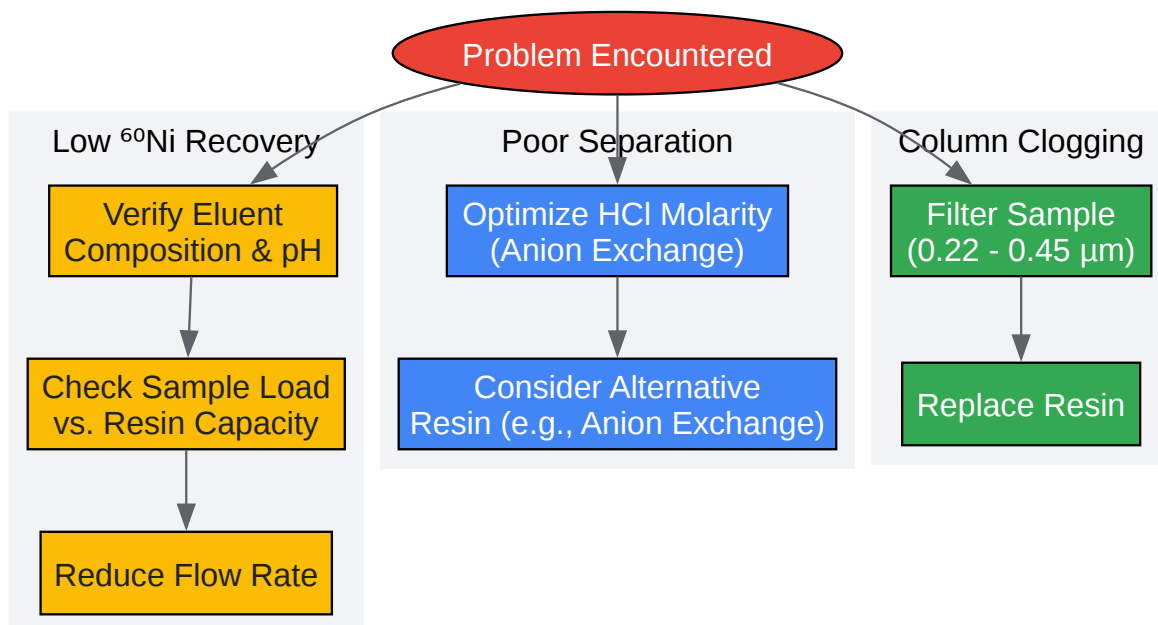 Problem Encountered
Low ⁶⁰Ni Recovery
Verify Eluent
Composition & pH
Check Sample Load
vs. Resin Capacity
Reduce Flow Rate
Poor Separation
Optimize HCl Molarity
(Anion Exchange)
Consider Alternative
Resin (e.g., Anion Exchange)
Column Clogging
Filter Sample
(0.22 - 0.45 µm)
Replace Resin